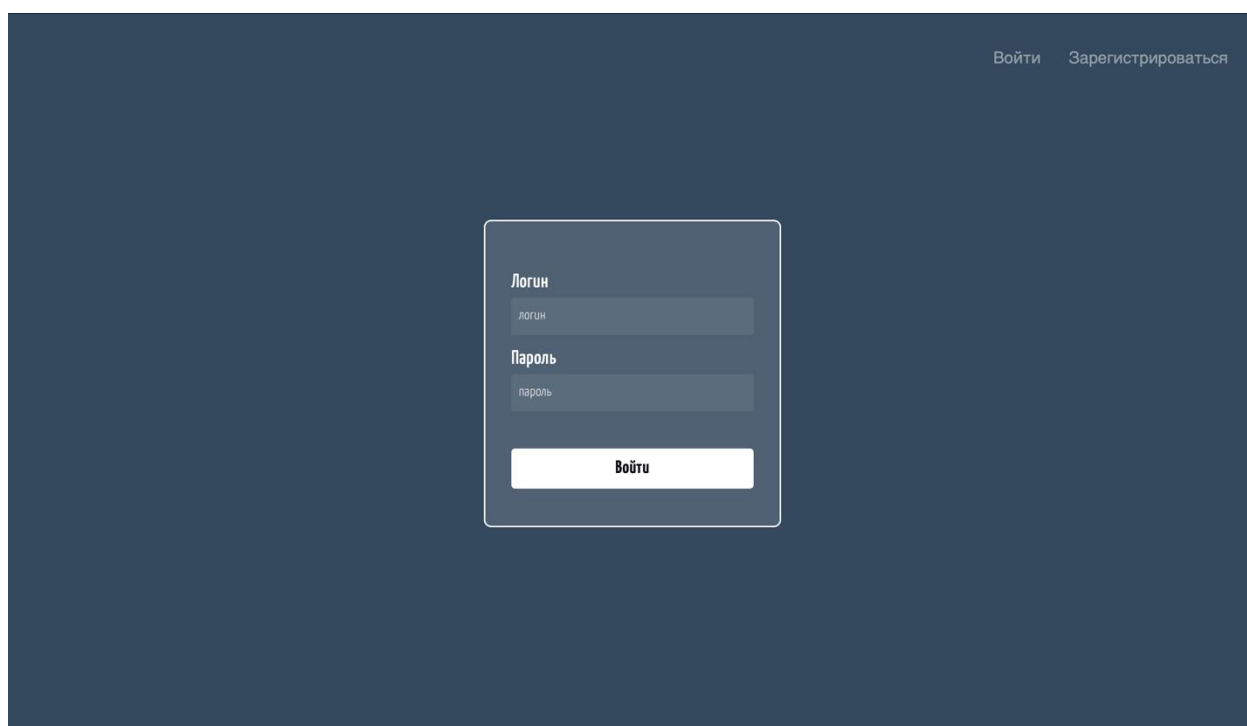 Войти Зарегистрироваться
Логин
логин
Пароль
пароль
Войти